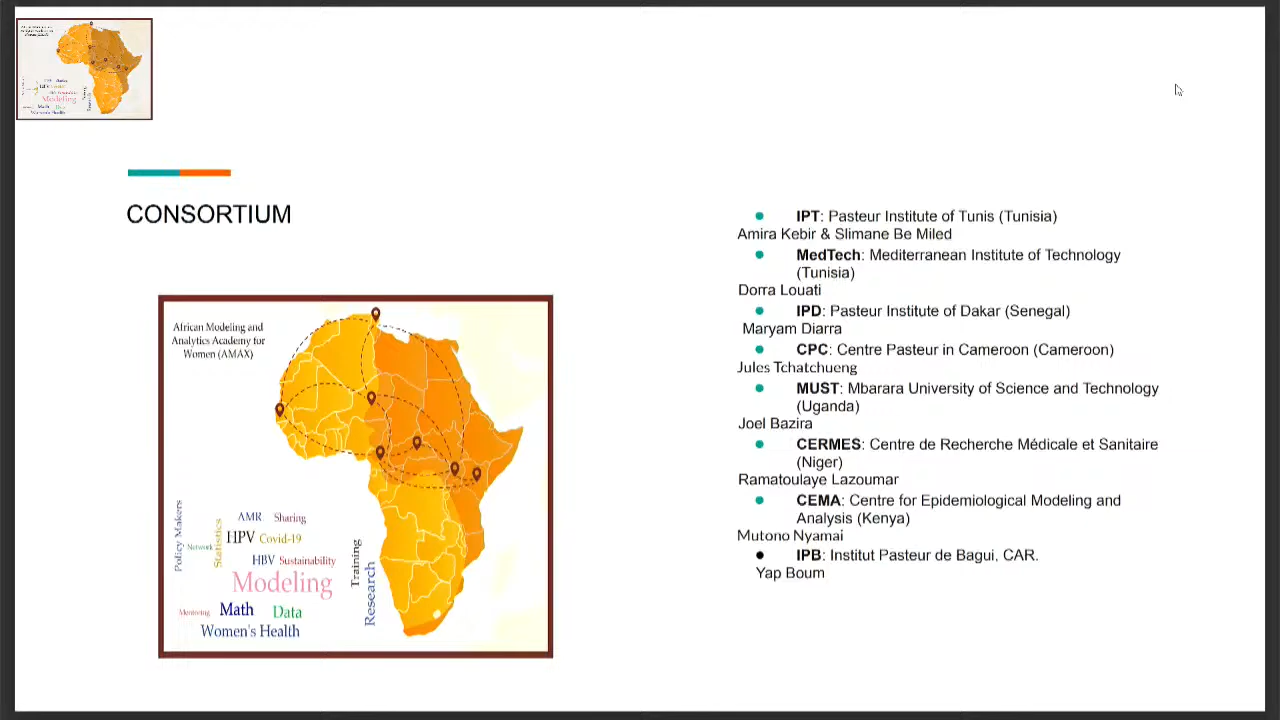 CONSORTIUM
African Modeling and
Analytics Academy for
Women (AMAX)
Policy Makers
Network
Statistics
AMR
Sharing
HPV
Covid-19
HBV
Sustainability
Modeling
Mentoring
Math
Data
Women's Health
Training
Research
IPT: Pasteur Institute of Tunis (Tunisia)
Amira Kebir & Slimane Be Miled
MedTech: Mediterranean Institute of Technology
(Tunisia)
Dorra Louati
IPD: Pasteur Institute of Dakar (Senegal)
Maryam Diarra
CPC: Centre Pasteur in Cameroon (Cameroon)
Jules Tchatchueng
MUST: Mbarara University of Science and Technology
(Uganda)
Joel Bazira
CERMES: Centre de Recherche Médicale et Sanitaire
(Niger)
Ramatoulaye Lazoumar
CEMA: Centre for Epidemiological Modeling and
Analysis (Kenya)
Mutono Nyamai
IPB: Institut Pasteur de Bagui, CAR.
Yap Boum